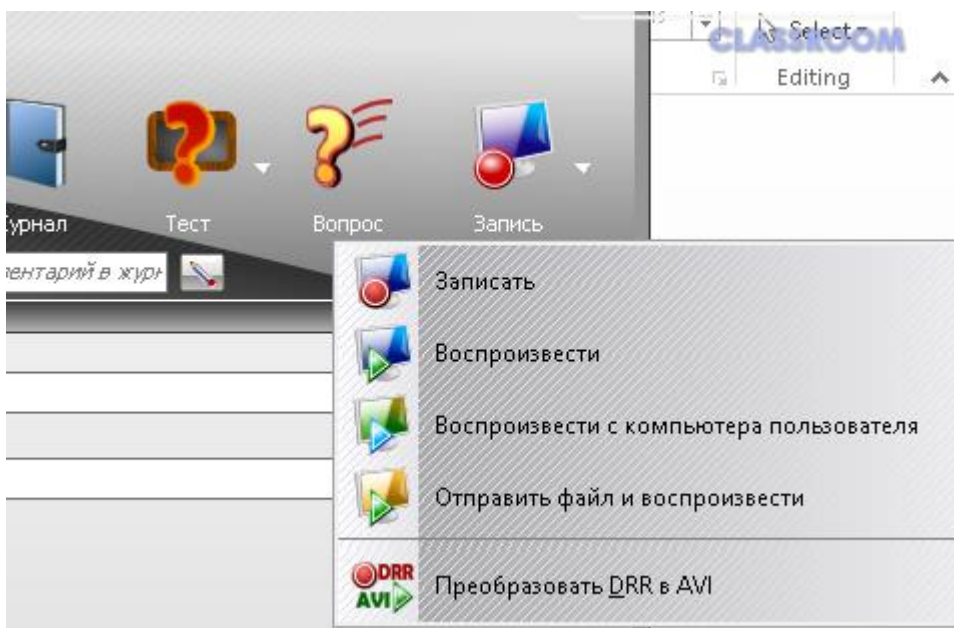 Select
CLASSROOM
Editing
Журнал Тест Вопрос Запись
ментарий в журн
Записать
Воспроизвести
Воспроизвести с компьютера пользователя
Отправить файл и воспроизвести
DRR
AVI
Преобразовать DRR в AVI